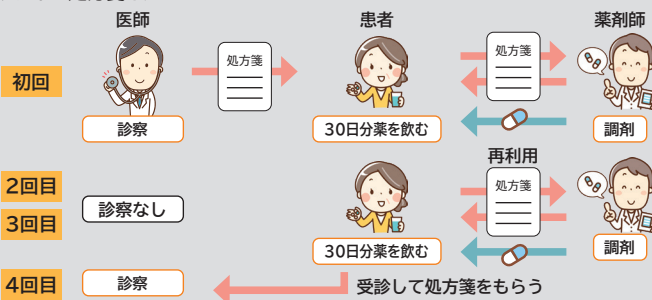 医師 患者 薬剤師
初回
処方箋
処方箋
診察
30日分薬を飲む
調剤
再利用
2回目
3回目
診察なし
処方箋
30日分薬を飲む
調剤
4回目
診察
受診して処方箋をもらう